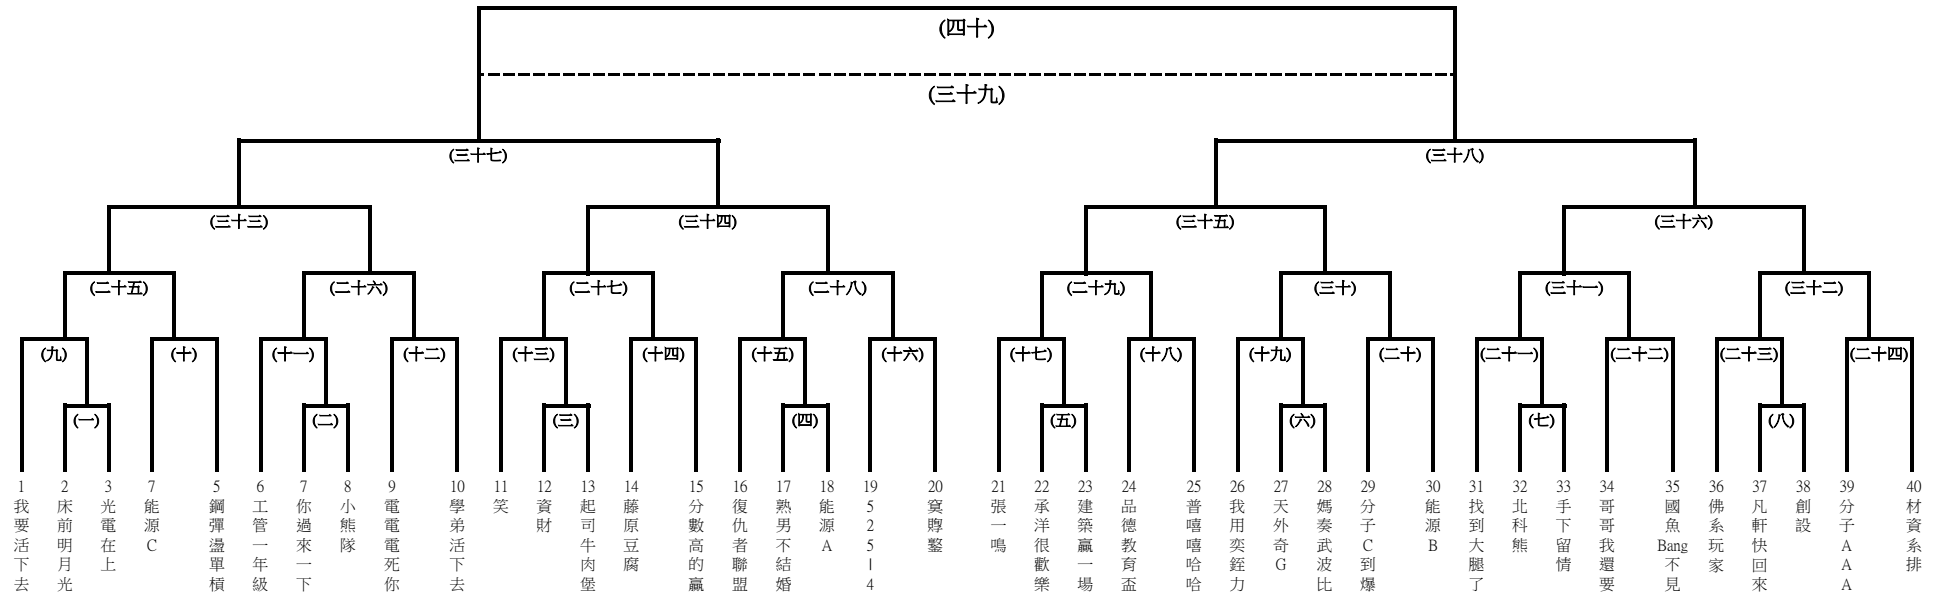 (四十)
(三十九)
(三十七) (三十八)
(三十三) (三十四) (三十五) (三十六)
(二十五) (二十六) (二十七) (二十八) (二十九) (三十) (三十一) (三十二)
(九) (十) (十一) (十二) (十三) (十四) (十五) (十六) (十七) (十八) (十九) (二十) (二十一) (二十二) (二十三) (二十四)
(一) (二) (三) (四) (五) (六) (七) (八)
1 我要活下去
2 床前明月光
3 光電在上
7 能源C
5 鋼彈盪單槓
6 工管一年級
7 你過來一下
8 小熊隊
9 電電電死你
10 學弟活下去
11 笑
12 資財
13 起司牛肉堡
14 藤原豆腐
15 分數高的贏
16 復仇者聯盟
17 熟男不結婚
18 能源A
19 525-4
20
21 張一鳴
22 承洋很歡樂
23 建築贏一場
24 品德教育盃
25 普嘻嘻哈哈
26 我用奕銍力
27 天外奇G
28 媽奏武波比
29 分子C到爆
30 能源B
31 找到大腿了
32 北科熊
33 手下留情
34 哥哥我還要
35 國魚Bang不見
36 佛系玩家
37 凡軒快回來
38 創設
39 分子AAA
40 材資系排